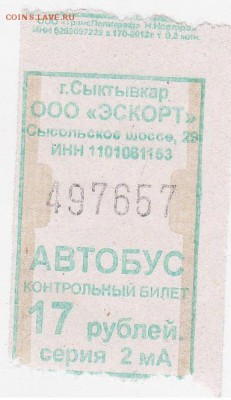 COINS.LAVE.RU
г.Сыктывкар
ООО «ЭСКОРТ»
Сысольское шоссе, 29
ИНН 1101081153
497657
АВТОБУС
КОНТРОЛЬНЫЙ БИЛЕТ
17 рублей.
серия 2 мА